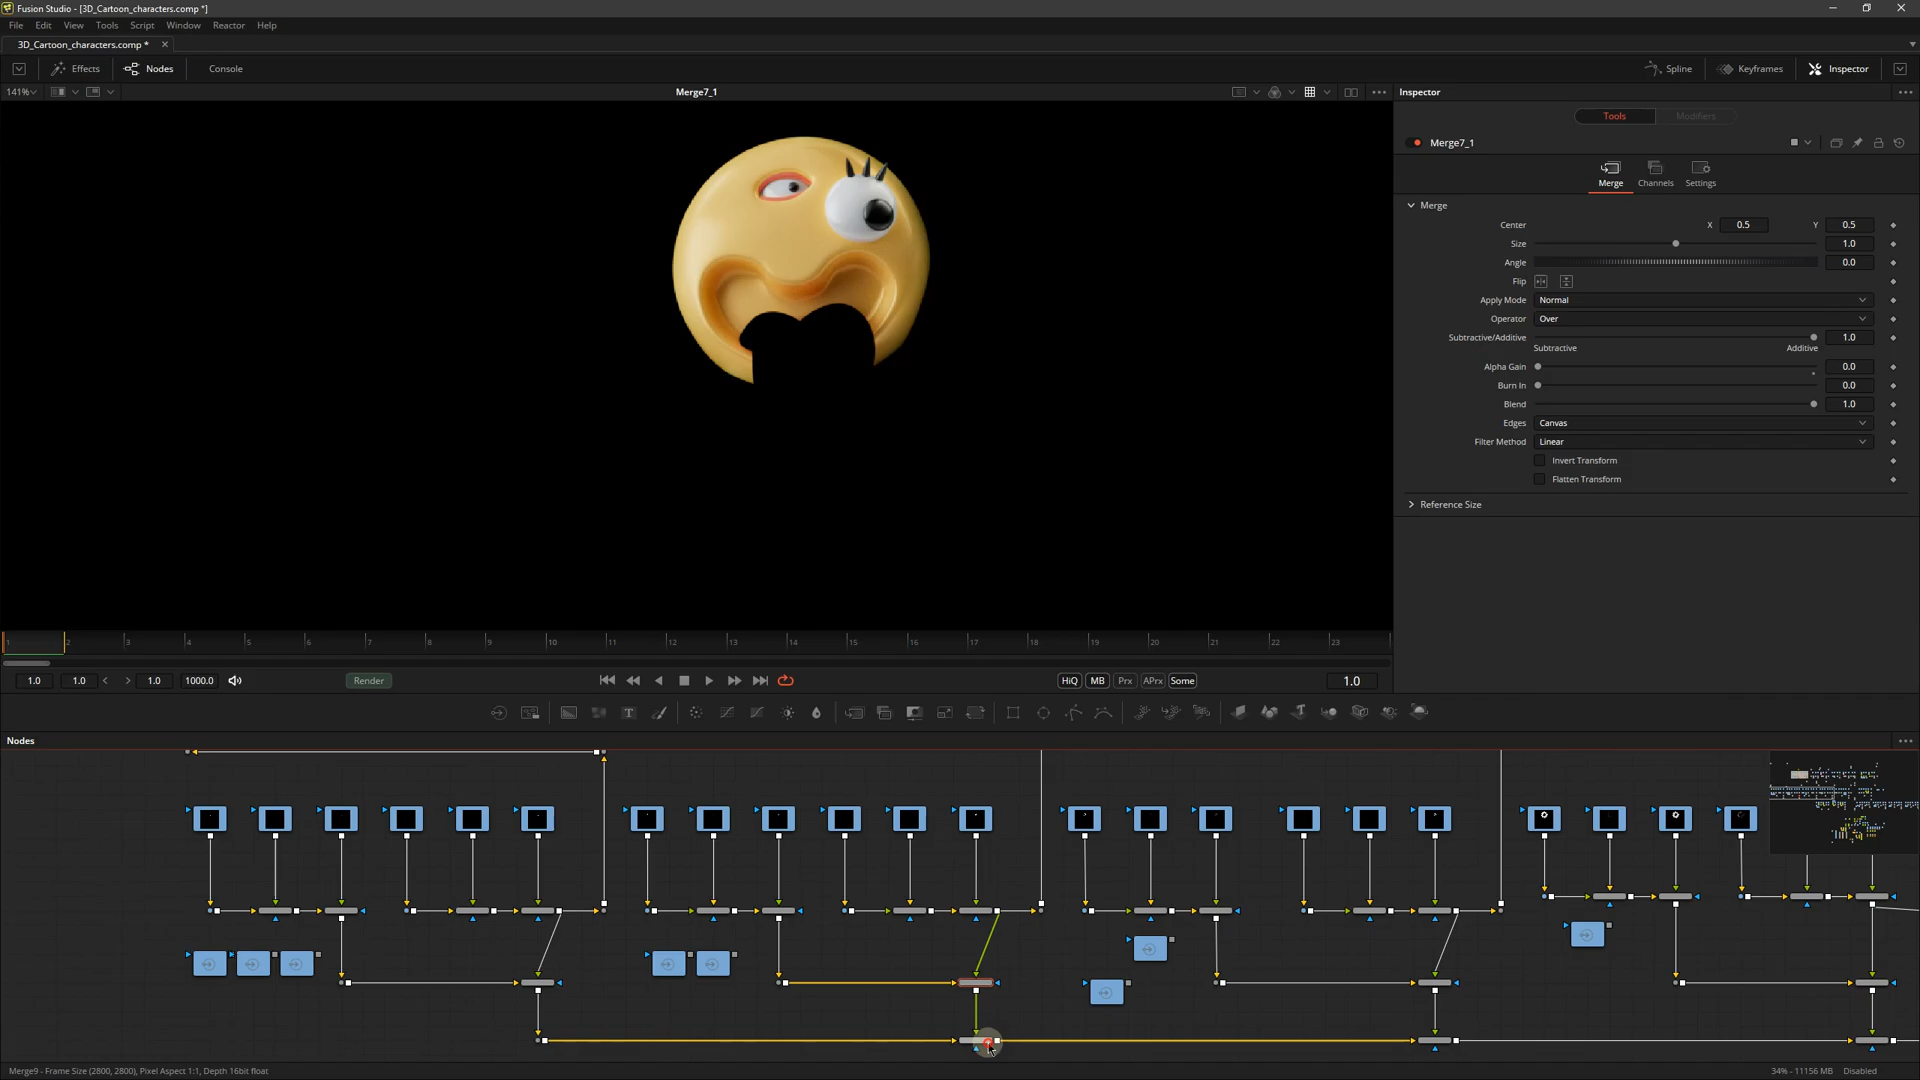 Fusion Studio - [3D_Cartoon_characters.comp *]
File Edit View Tools Script Window Reactor Help
3D_Cartoon_characters.comp *
Effects Nodes Console Spline Keyframes Inspector
141% Merge7_1 Inspector
Tools Modifiers
Merge7_1
Merge Channels Settings
Merge
Center X 0.5 Y 0.5
Size 1.0
Angle 0.0
Flip
Apply Mode Normal
Operator Over
Subtractive/Additive 1.0
Subtractive Additive
Alpha Gain 0.0
Burn In 0.0
Blend 1.0
Edges Canvas
Filter Method Linear
Invert Transform
Flatten Transform
Reference Size
1 2 3 4 5 6 7 8 9 10 11 12 13 14 15 16 17 18 19 20 21 22 23
1.0 1.0 1.0 1000.0 Render HiQ MB Prx APrx Some 1.0
Nodes
Merge9 - Frame Size (2800, 2800), Pixel Aspect 1:1, Depth 16bit float 34% - 11156 MB Disabled